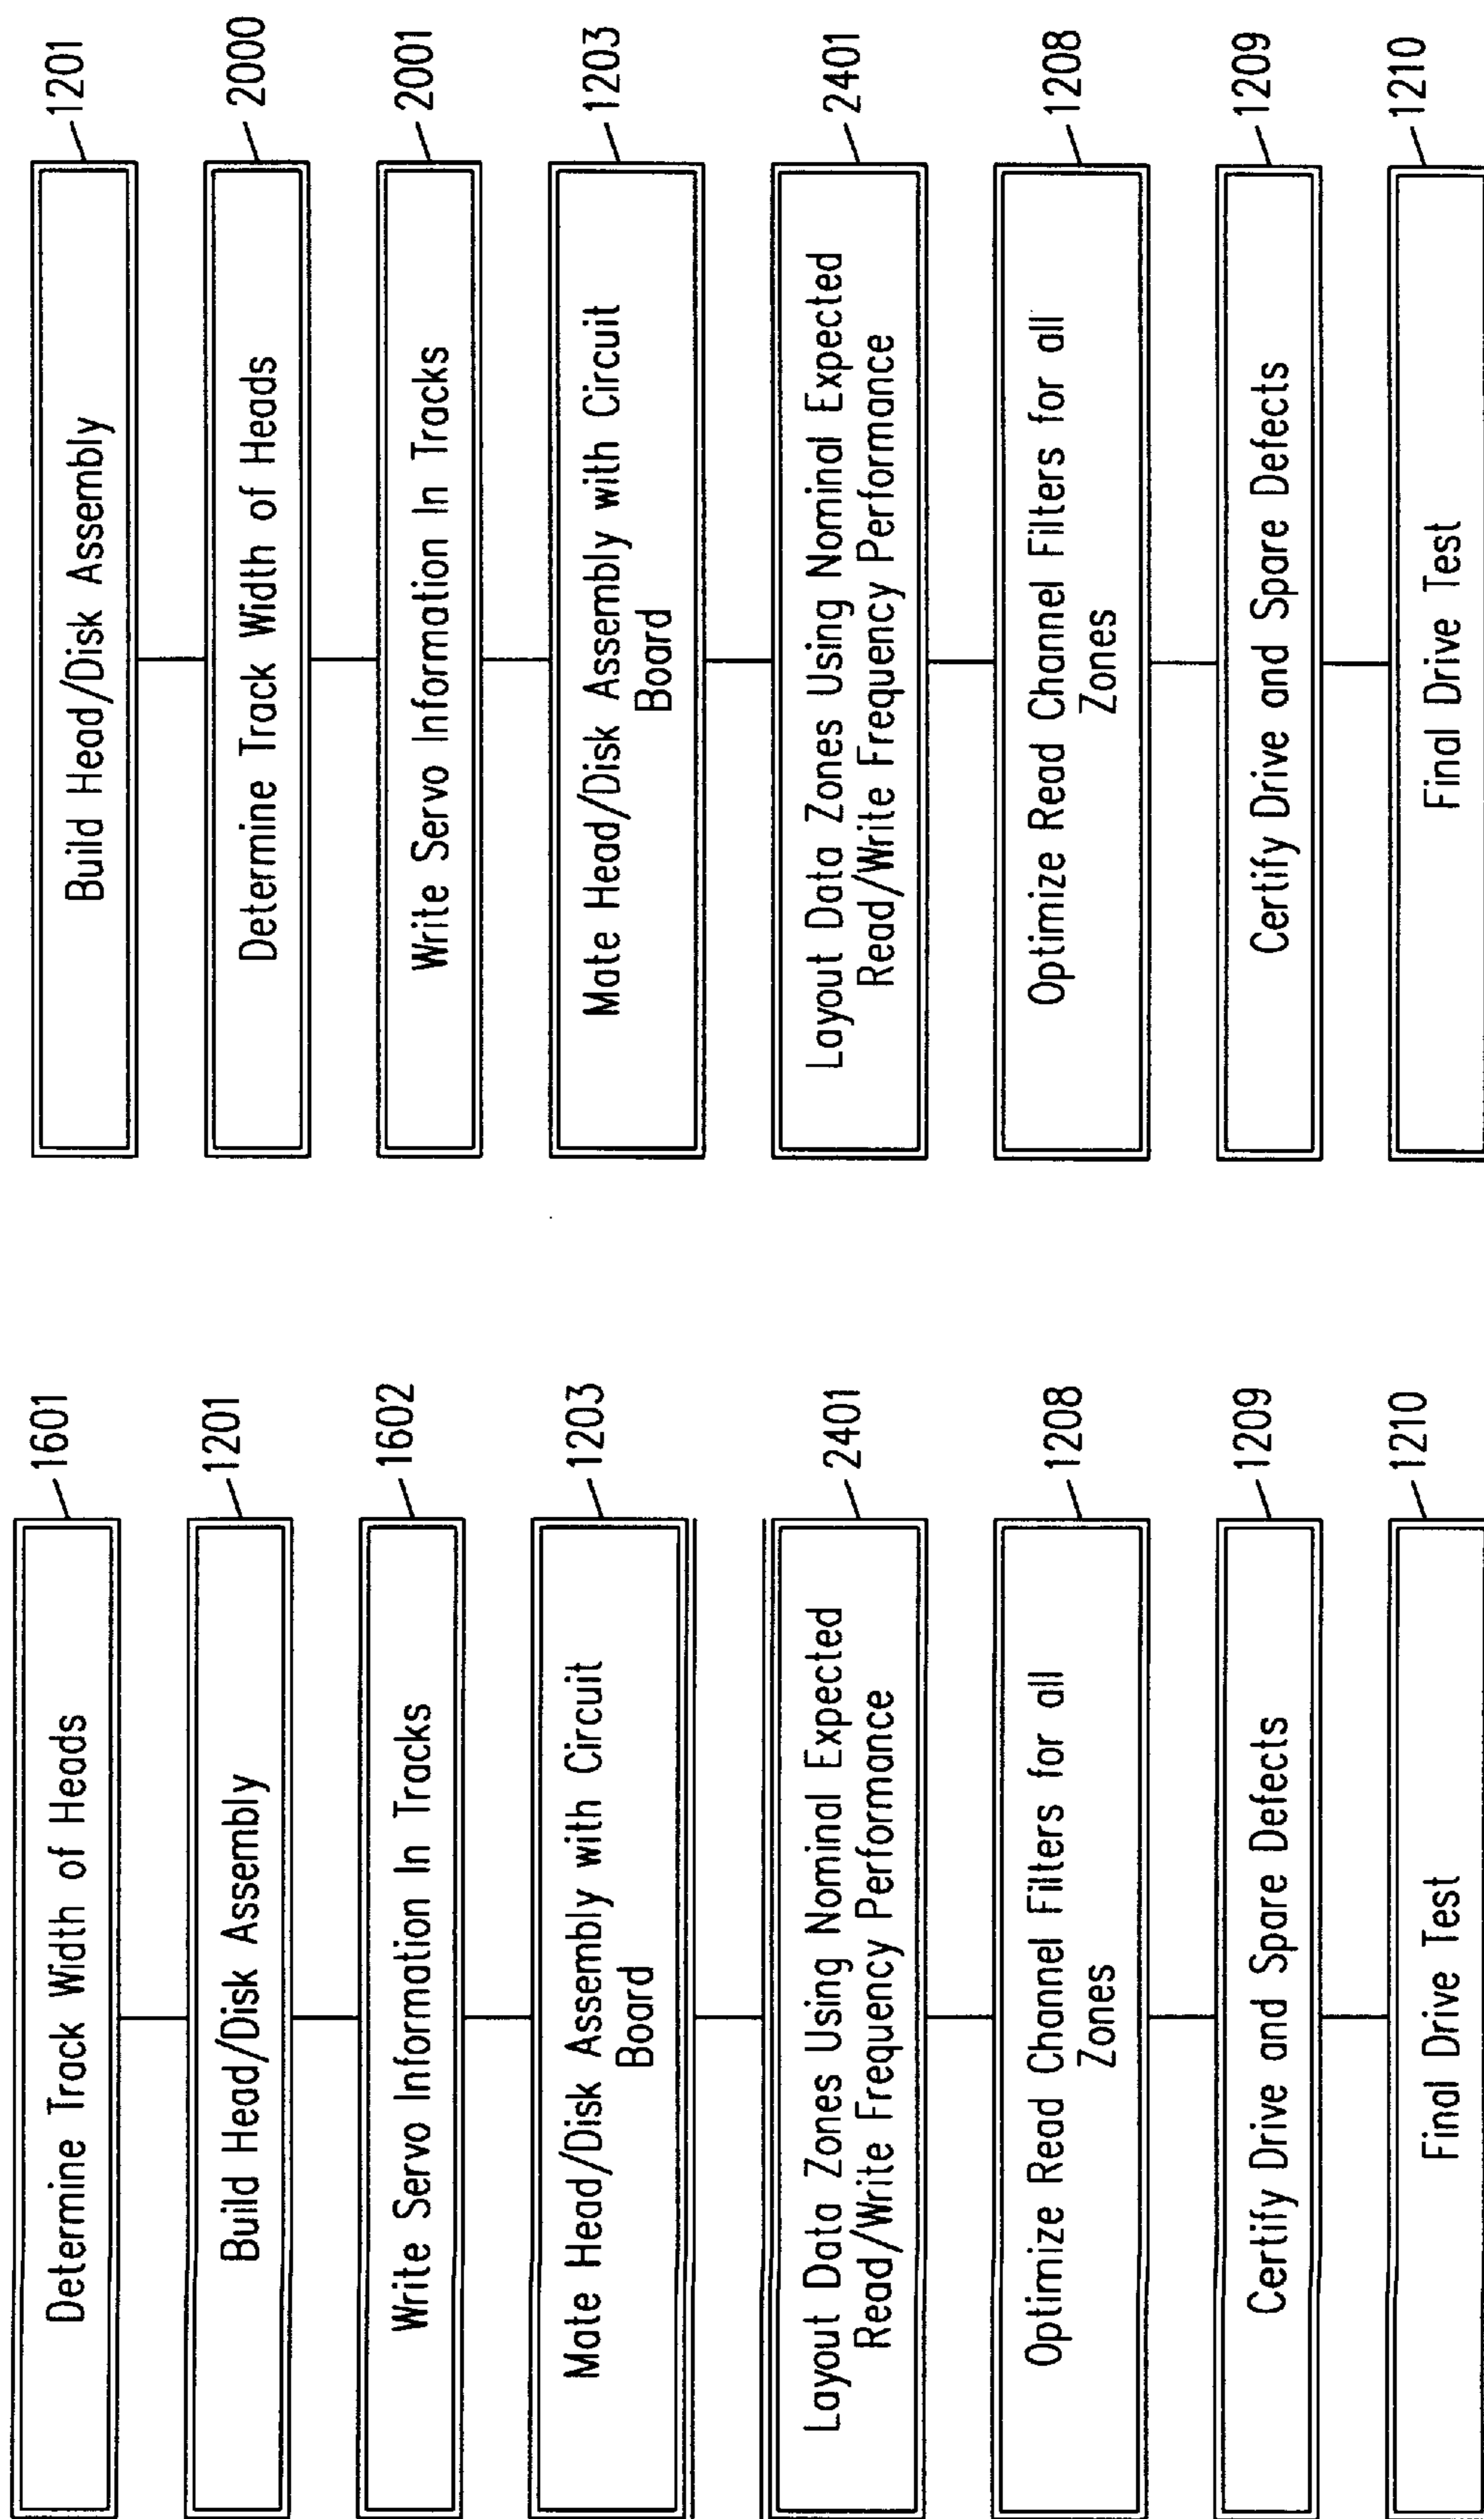 Determine Track Width of Heads
1601
Build Head/Disk Assembly
1201
Write Servo Information In Tracks
1602
Mate Head/Disk Assembly with Circuit
Board
1203
Layout Data Zones Using Nominal Expected
Read/Write Frequency Performance
2401
Optimize Read Channel Filters for all
Zones
1208
Certify Drive and Spare Defects
1209
Final Drive Test
1210
Build Head/Disk Assembly
1201
Determine Track Width of Heads
2000
Write Servo Information In Tracks
2001
Mate Head/Disk Assembly with Circuit
Board
1203
Layout Data Zones Using Nominal Expected
Read/Write Frequency Performance
2401
Optimize Read Channel Filters for all
Zones
1208
Certify Drive and Spare Defects
1209
Final Drive Test
1210